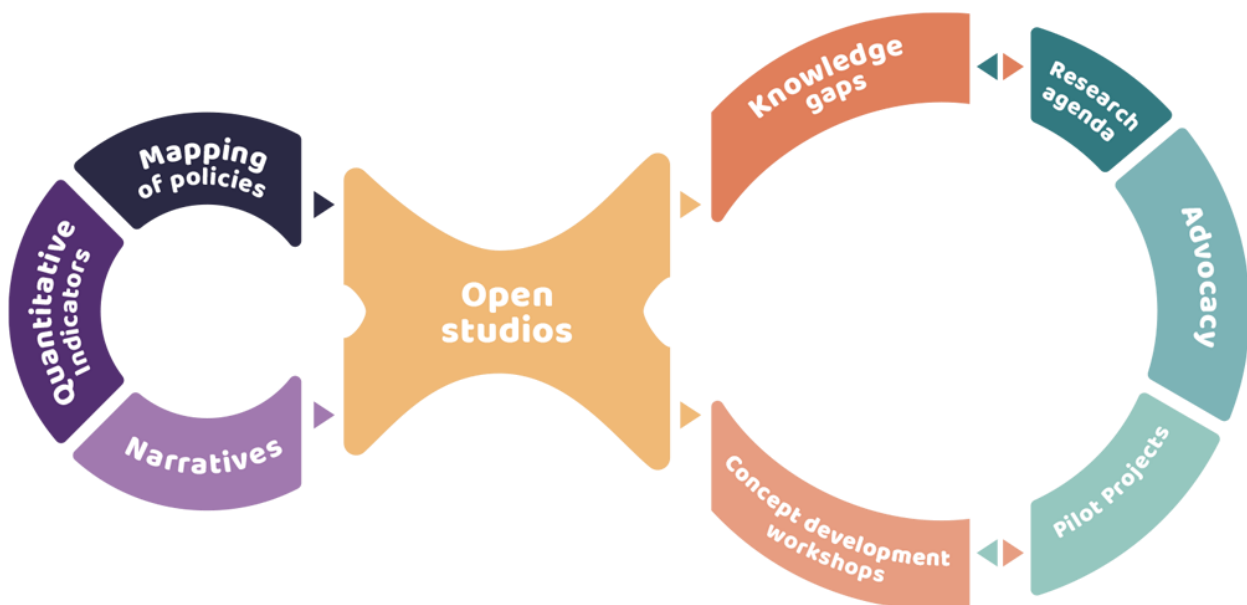 Mapping
of policies
Quantitative
Indicators
Narratives
Open
studios
Knowledge
gaps
Concept development
workshops
Research
agenda
Advocacy
Pilot Projects